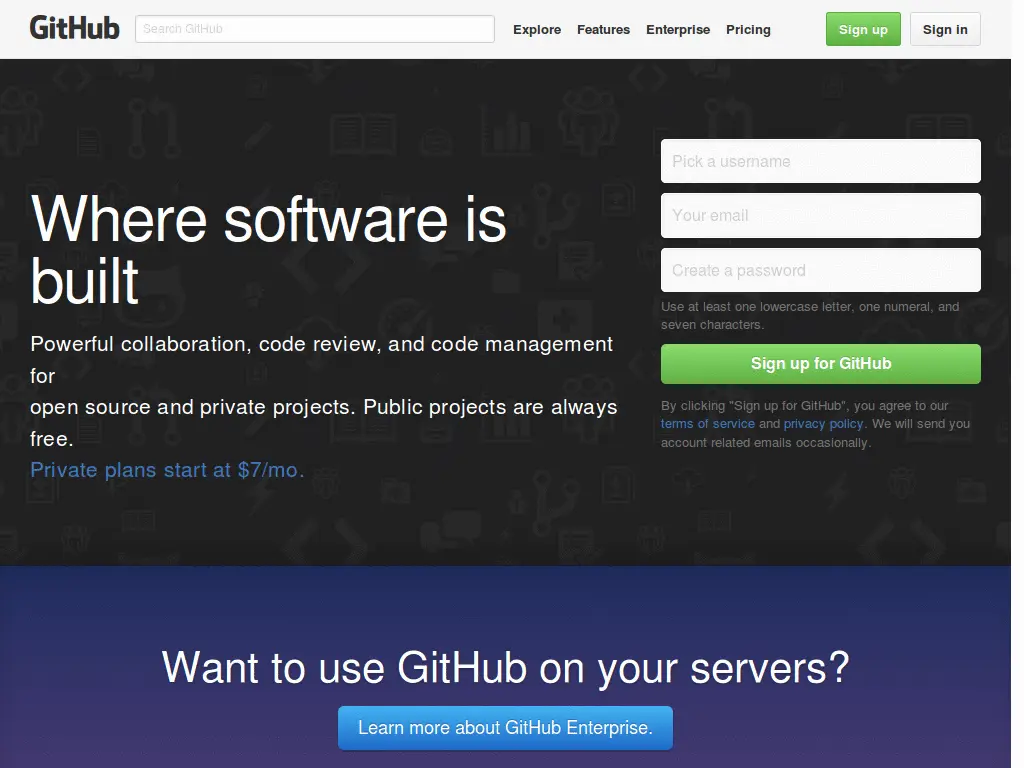 GitHub
Search GitHub
Explore Features Enterprise Pricing
Sign up
Sign in
Where software is
built
Powerful collaboration, code review, and code management
for
open source and private projects. Public projects are always
free.
Private plans start at $7/mo.
Pick a username
Your email
Create a password
Use at least one lowercase letter, one numeral, and
seven characters.
Sign up for GitHub
By clicking "Sign up for GitHub", you agree to our
terms of service and privacy policy. We will send you
account related emails occasionally.
Want to use GitHub on your servers?
Learn more about GitHub Enterprise.